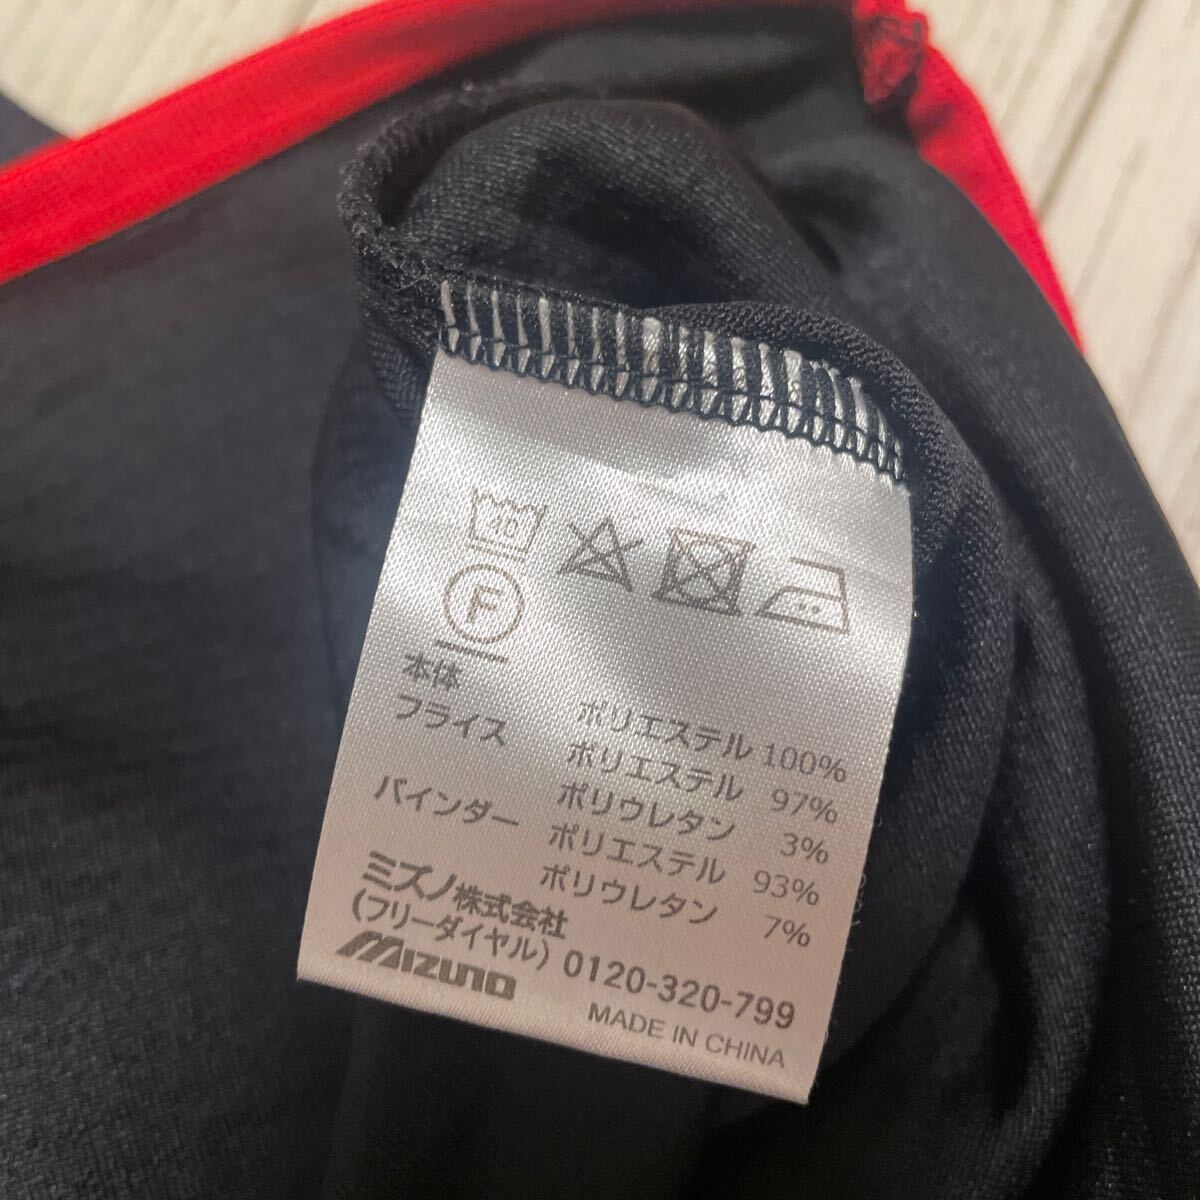 40
F
本体 ポリエステル 100%
フライス ポリエステル 97%
ポリウレタン 3%
バインダー ポリエステル 93%
ポリウレタン 7%
ミズノ株式会社
(フリーダイヤル) 0120-320-799
MIZUNO
MADE IN CHINA